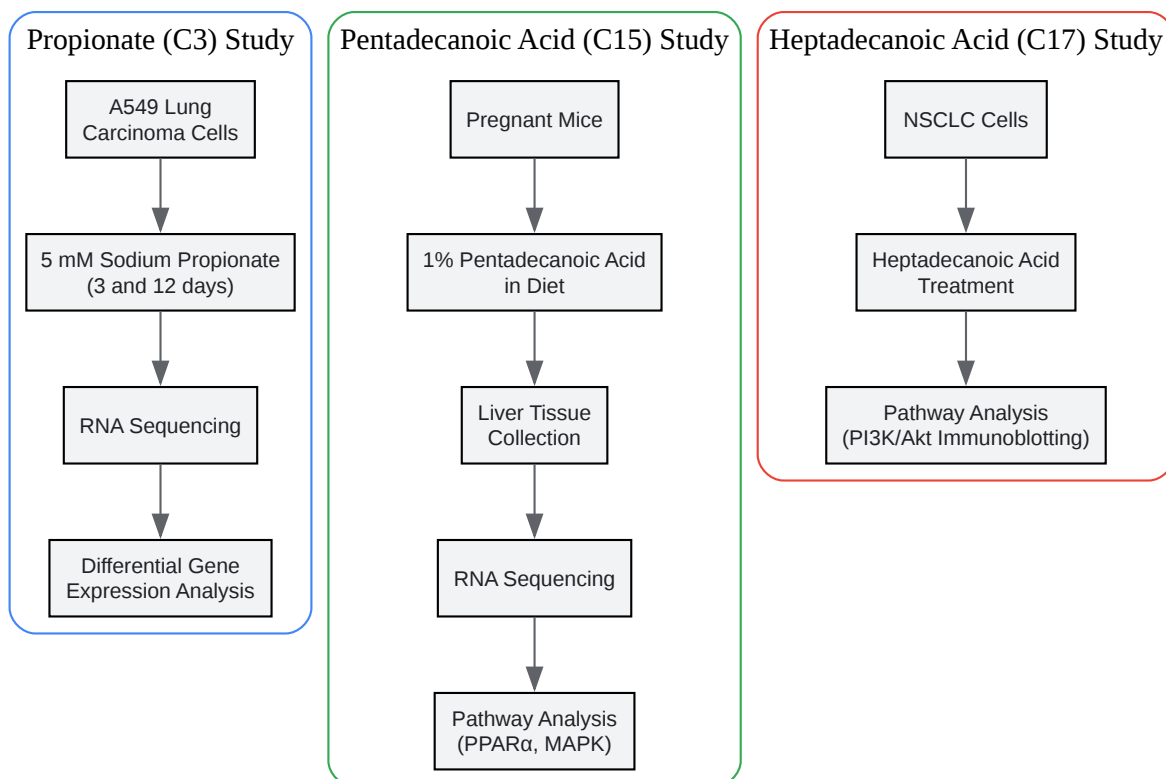 Propionate (C3) Study
A549 Lung
Carcinoma Cells
5 mM Sodium Propionate
(3 and 12 days)
RNA Sequencing
Differential Gene
Expression Analysis
Pentadecanoic Acid (C15) Study
Pregnant Mice
1% Pentadecanoic Acid
in Diet
Liver Tissue
Collection
RNA Sequencing
Pathway Analysis
(PPARα, MAPK)
Heptadecanoic Acid (C17) Study
NSCLC Cells
Heptadecanoic Acid
Treatment
Pathway Analysis
(PI3K/Akt Immunoblotting)